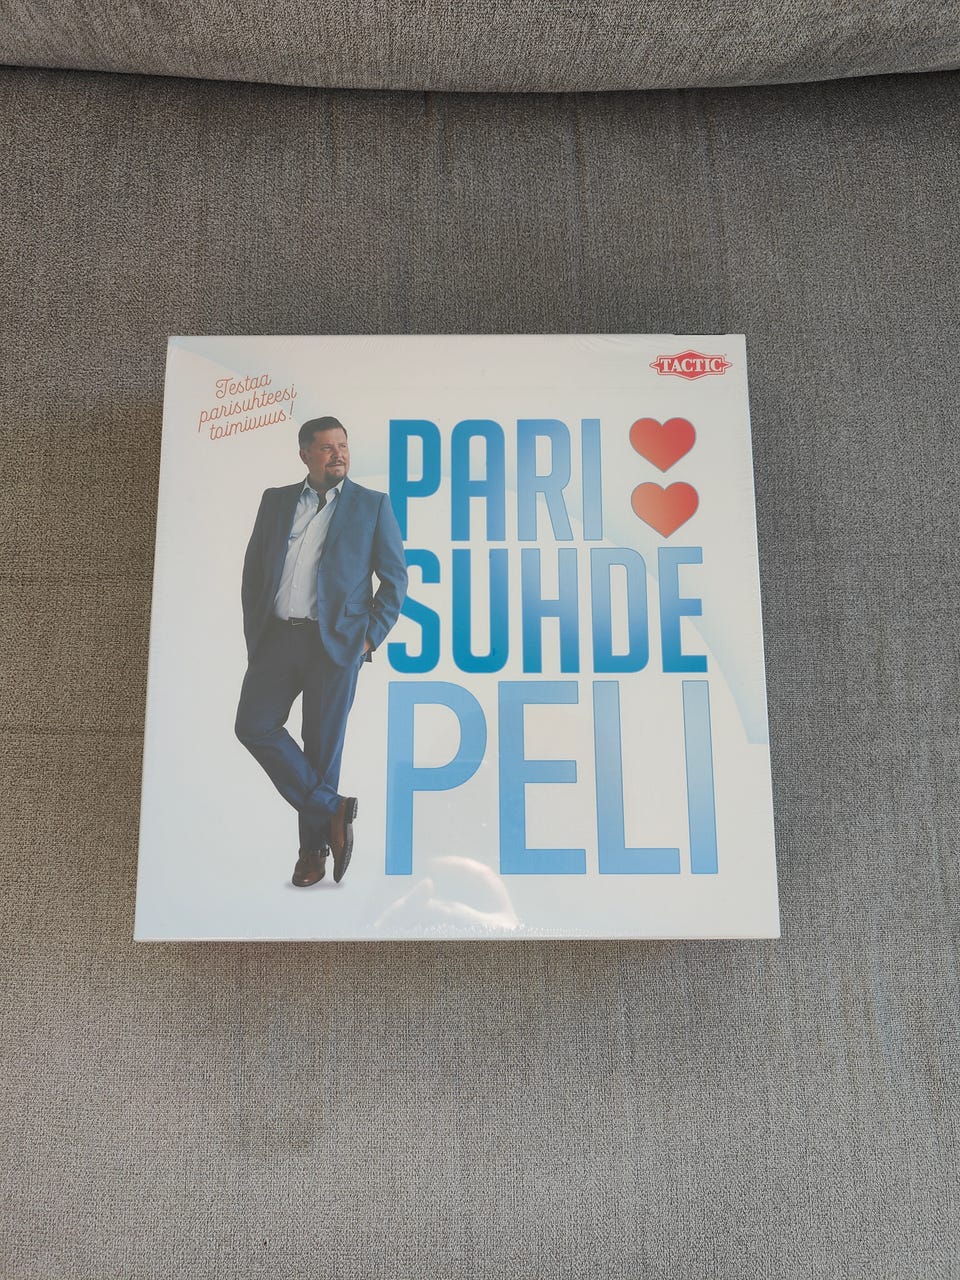 Testaa
parisuhteesi
toimivuus!
TACTIC
PARI
SUHDE
PELI